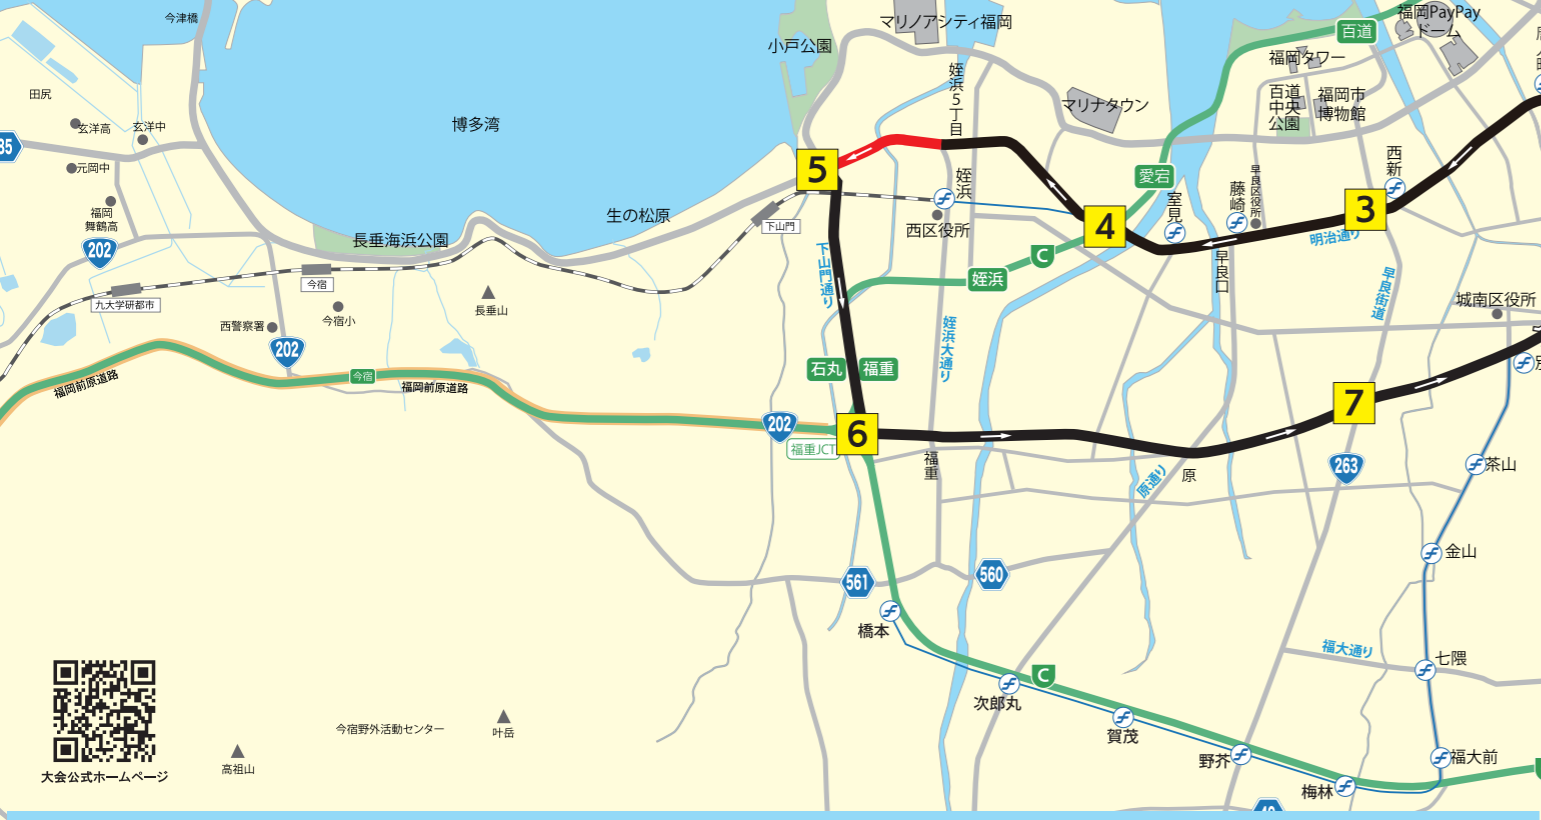 今津橋
マリノアシティ福岡
福岡PayPay
ドーム
百道
小戸公園
福岡タワー
姪浜5丁目
田尻
百道
中央
公園
福岡市
博物館
マリナタウン
玄洋高
玄洋中
博多湾
西新
元岡中
5
姪浜
愛宕
室見
藤崎
早良区役所
3
福岡
舞鶴高
生の松原
下山門
西区役所
4
明治通り
202
長垂海浜公園
下山門通り
C
早良口
今宿
姪浜
早良街道
九大学研都市
長垂山
城南区役所
西警察署
今宿小
姪浜大通り
202
福岡前原道路
今宿
福岡前原道路
石丸
福重
7
202
6
福重JCT
福重
原
原通り
263
茶山
金山
561
560
橋本
福大通り
七隈
次郎丸
C
賀茂
今宿野外活動センター
叶岳
野芥
福大前
高祖山
大会公式ホームページ
梅林